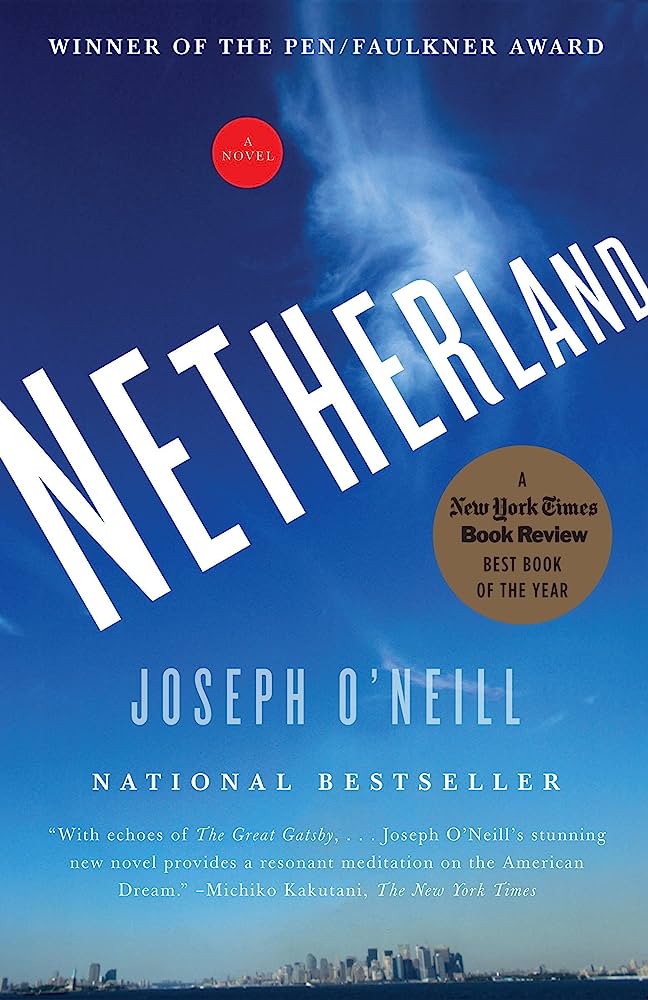 WINNER OF THE PEN/FAULKNER AWARD
A
NOVEL
NETHERLAND
A
New York Times
Book Review
BEST BOOK
OF THE YEAR
JOSEPH O'NEILL
NATIONAL BESTSELLER
“With echoes of The Great Gatsby, . . . Joseph O’Neill’s stunning
new novel provides a resonant meditation on the American
Dream.” –Michiko Kakutani, The New York Times